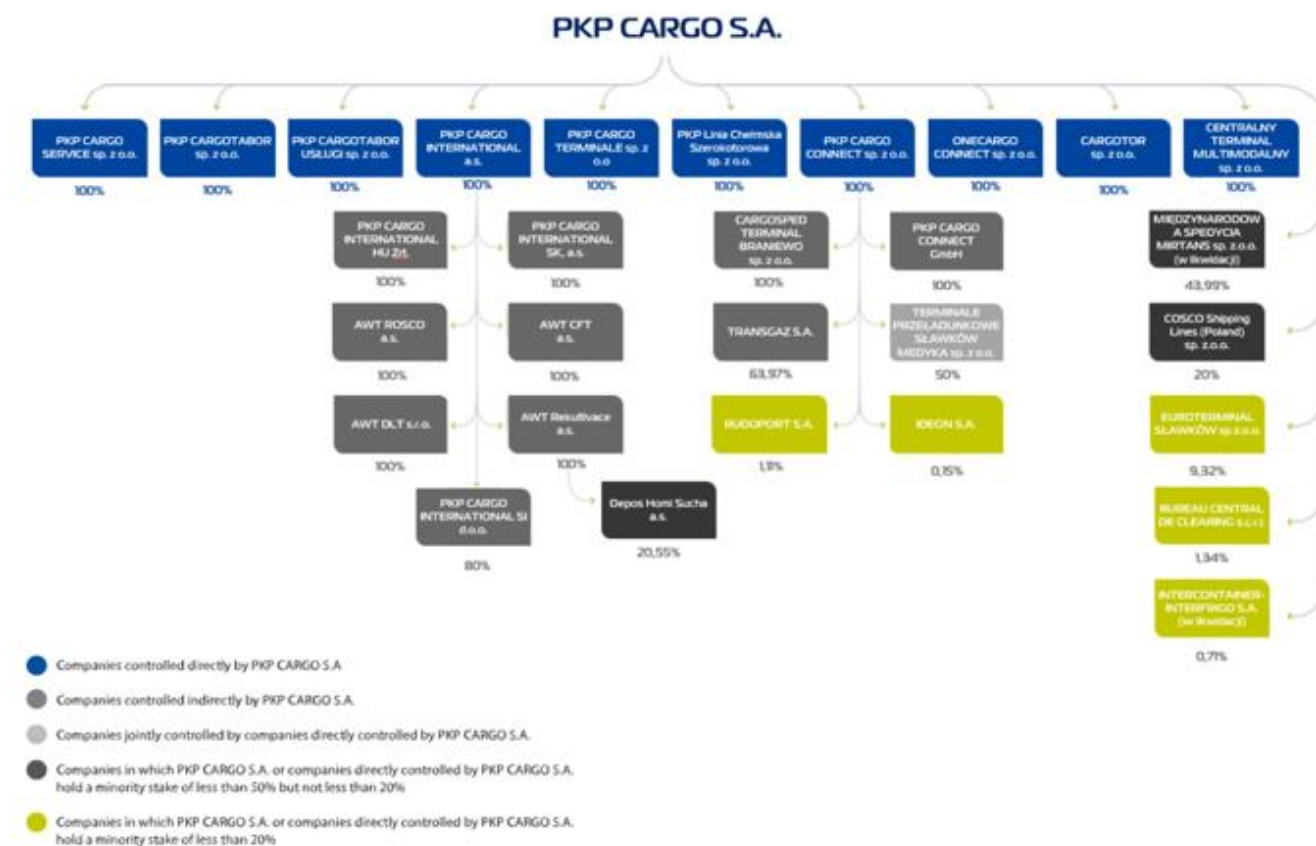 PKP CARGO S.A.
PKP CARGO
SERVICE sp. z o.o.
100%
PKP CARGOTABOR
sp. z o.o.
100%
PKP CARGOTABOR
USŁUGI sp. z o.o.
100%
PKP CARGO
INTERNATIONAL
a.s.
100%
PKP CARGO
TERMINALE sp. z
o.o
100%
PKP Linia Chełmska
Szerokotorowa
sp. z o.o.
100%
PKP CARGO
CONNECT sp. z o.o.
100%
ONECARGO
CONNECT sp. z o.o.
100%
CARGOTOR
sp. z o.o.
100%
CENTRALNY
TERMINAL
MULTIMODALNY
sp. z o.o.
100%
PKP CARGO
INTERNATIONAL
HU Zrt.
100%
PKP CARGO
INTERNATIONAL
SK, a.s.
100%
CARGOSPED
TERMINAL
BRANIEWO
sp. z o.o.
100%
PKP CARGO
CONNECT
GmbH
100%
MIĘDZYNARODOW
A SPEDYCJA
MIRTANS sp. z.o.o.
(w likwidacji)
43,99%
AWT ROSCO
a.s.
100%
AWT CFT
a.s.
100%
TRANSGAZ S.A.
63,97%
TERMINALE
PRZEŁADUNKOWE
SŁAWKÓW
MEDYKA sp. z o.o.
50%
COSCO Shipping
Lines (Poland)
sp. z.o.o.
20%
AWT DLT s.r.o.
100%
AWT Rekultivace
a.s.
100%
RUDOPORT S.A.
1,11%
IDEON S.A.
0,15%
EUROTERMINAL
SŁAWKÓW sp.z.o.o.
9,32%
PKP CARGO
INTERNATIONAL SI
d.o.o.
80%
Depos Horni Sucha
a.s.
20,55%
BUREAU CENTRAL
DE CLEARING s.c.r.l
1,34%
INTERCONTAINER-
INTERFRIGO S.A.
(w likwidacji)
0,71%
Companies controlled directly by PKP CARGO S.A
Companies controlled indirectly by PKP CARGO S.A.
Companies jointly controlled by companies directly controlled by PKP CARGO S.A.
Companies in which PKP CARGO S.A. or companies directly controlled by PKP CARGO S.A.
hold a minority stake of less than 50% but not less than 20%
Companies in which PKP CARGO S.A. or companies directly controlled by PKP CARGO S.A.
hold a minority stake of less than 20%